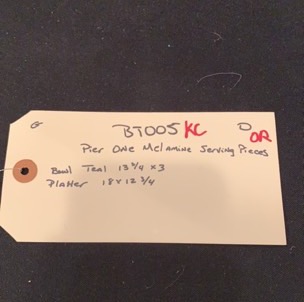 BT005 KC D OR
Pier One Melamine Serving Pieces
Bowl Teal 13 3/4 x 3
Platter 18 x 12 3/4